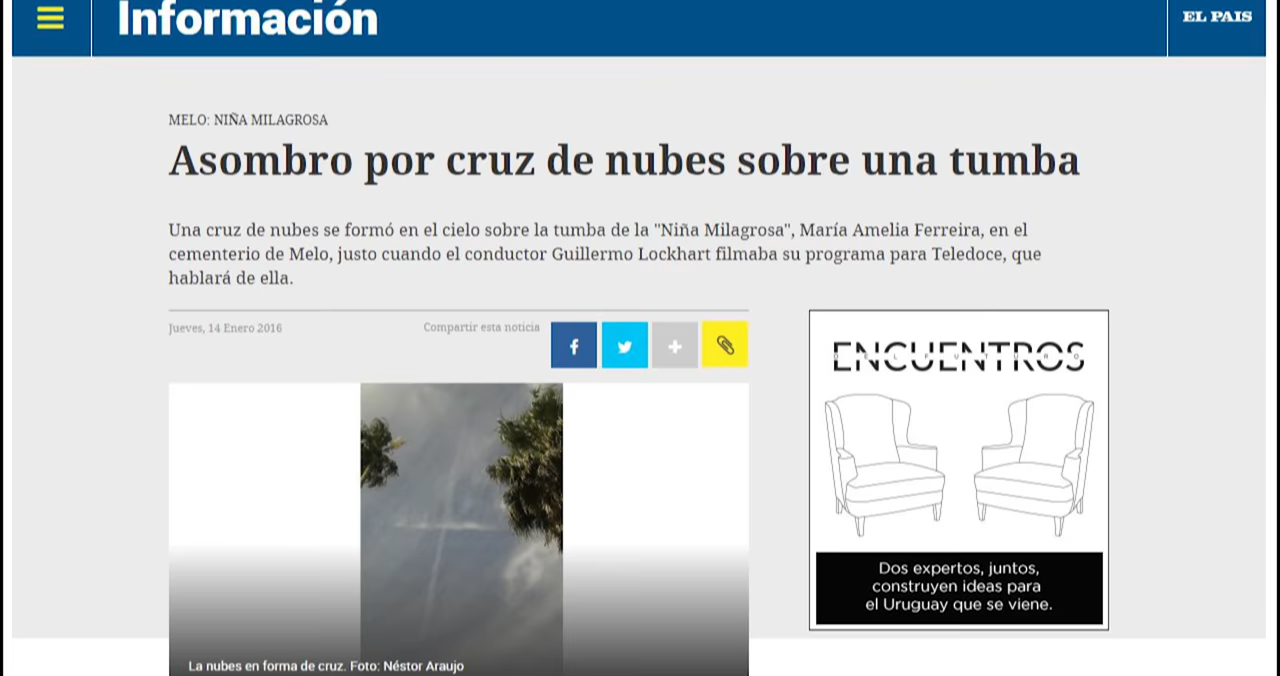 Información
EL PAIS
MELO: NIÑA MILAGROSA
Asombro por cruz de nubes sobre una tumba
Una cruz de nubes se formó en el cielo sobre la tumba de la "Niña Milagrosa", María Amelia Ferreira, en el
cementerio de Melo, justo cuando el conductor Guillermo Lockhart filmaba su programa para Teledoce, que
hablará de ella.
Jueves, 14 Enero 2016
Compartir esta noticia
La nubes en forma de cruz. Foto: Néstor Araujo
ENCUENTROS
DEL FUTURO
Dos expertos, juntos,
construyen ideas para
el Uruguay que se viene.